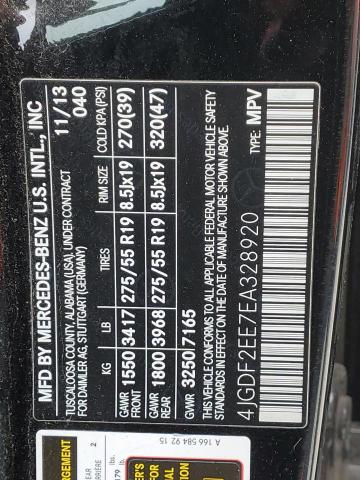 MFD BY MERCEDES-BENZ U.S. INTL., INC
TUSCALOOSA COUNTY, ALABAMA (USA), UNDER CONTRACT
FOR DAIMLER AG, STUTTGART (GERMANY)
11/13
040
KG LB TIRES RIM SIZE COLD KPA(PSI)
GAWR 1550 3417 275/55 R19 8.5Jx19 270(39)
GAWR 1800 3968 275/55 R19 8.5Jx19 320(47)
GVWR 3250 7165
VEHICLE CONFORMS TO ALL APPLICABLE FEDERAL MOTOR VEHICLE SAFETY
STANDARDS IN EFFECT ON THE DATE OF MANUFACTURE SHOWN ABOVE.
4JGDF2EE7EA328920 TYPE: MPV
A 166 584 92 15